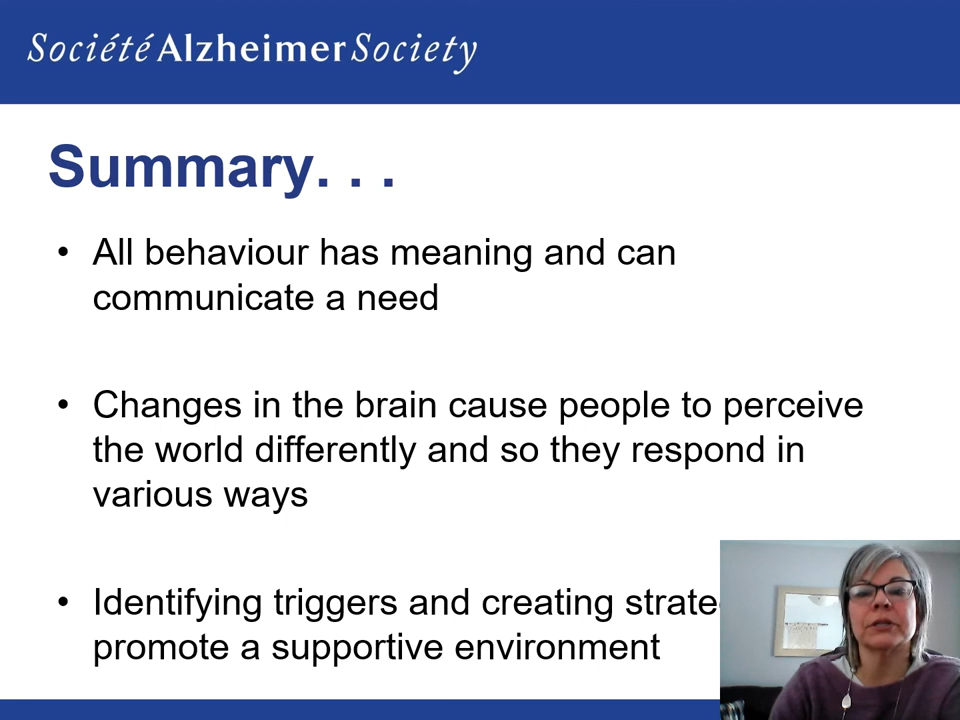 Société Alzheimer Society
Summary. . .
• All behaviour has meaning and can
communicate a need
• Changes in the brain cause people to perceive
the world differently and so they respond in
various ways
• Identifying triggers and creating
promote a supportive environment